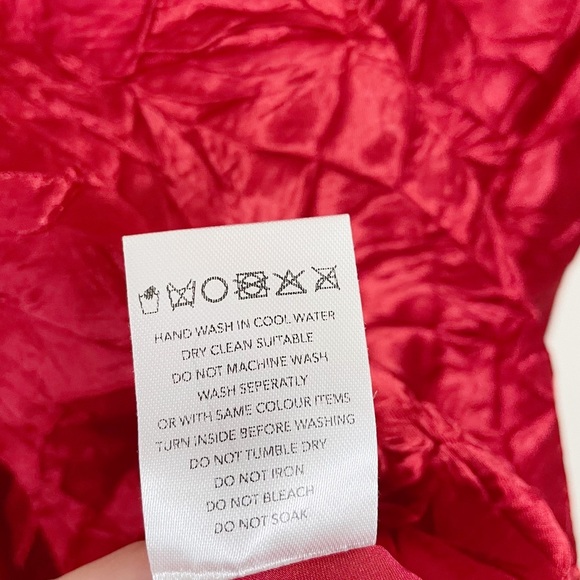 HAND WASH IN COOL WATER
DRY CLEAN SUITABLE
DO NOT MACHINE WASH
WASH SEPERATLY
OR WITH SAME COLOUR ITEMS
TURN INSIDE BEFORE WASHING
DO NOT TUMBLE DRY
DO NOT IRON
DO NOT BLEACH
DO NOT SOAK